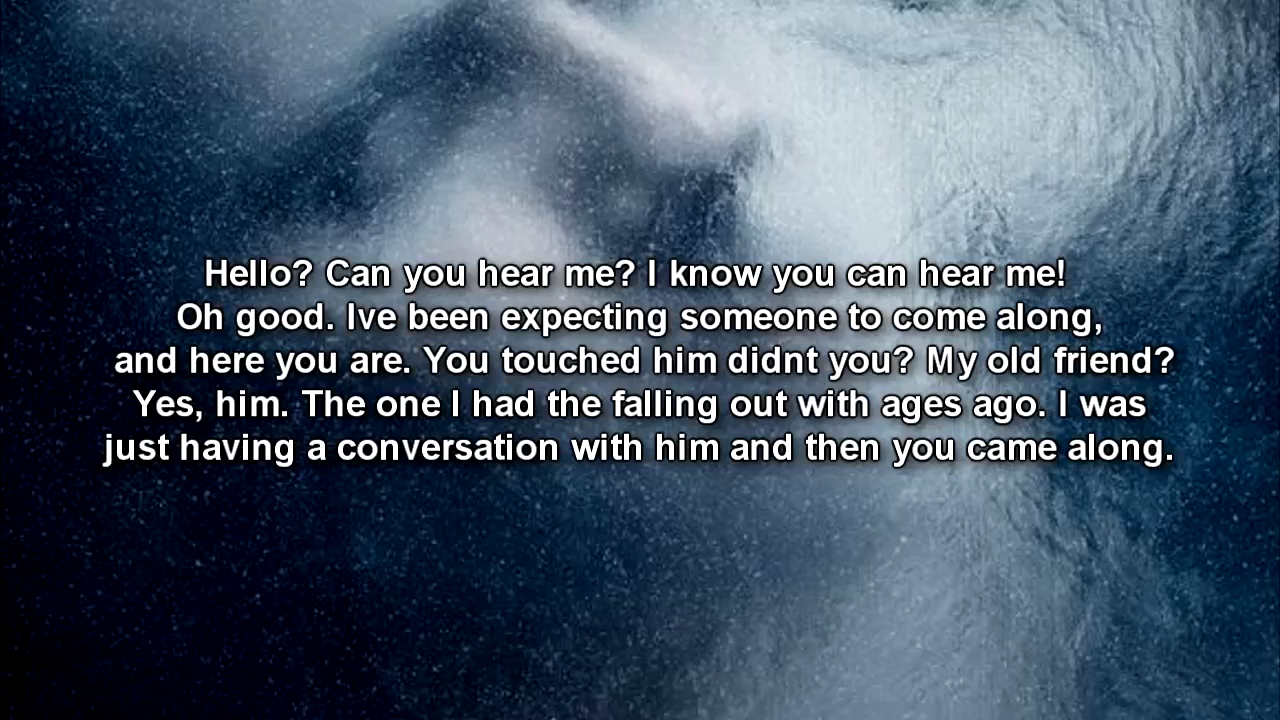 Hello? Can you hear me? I know you can hear me!
Oh good. Ive been expecting someone to come along,
and here you are. You touched him didnt you? My old friend?
Yes, him. The one I had the falling out with ages ago. I was
just having a conversation with him and then you came along.